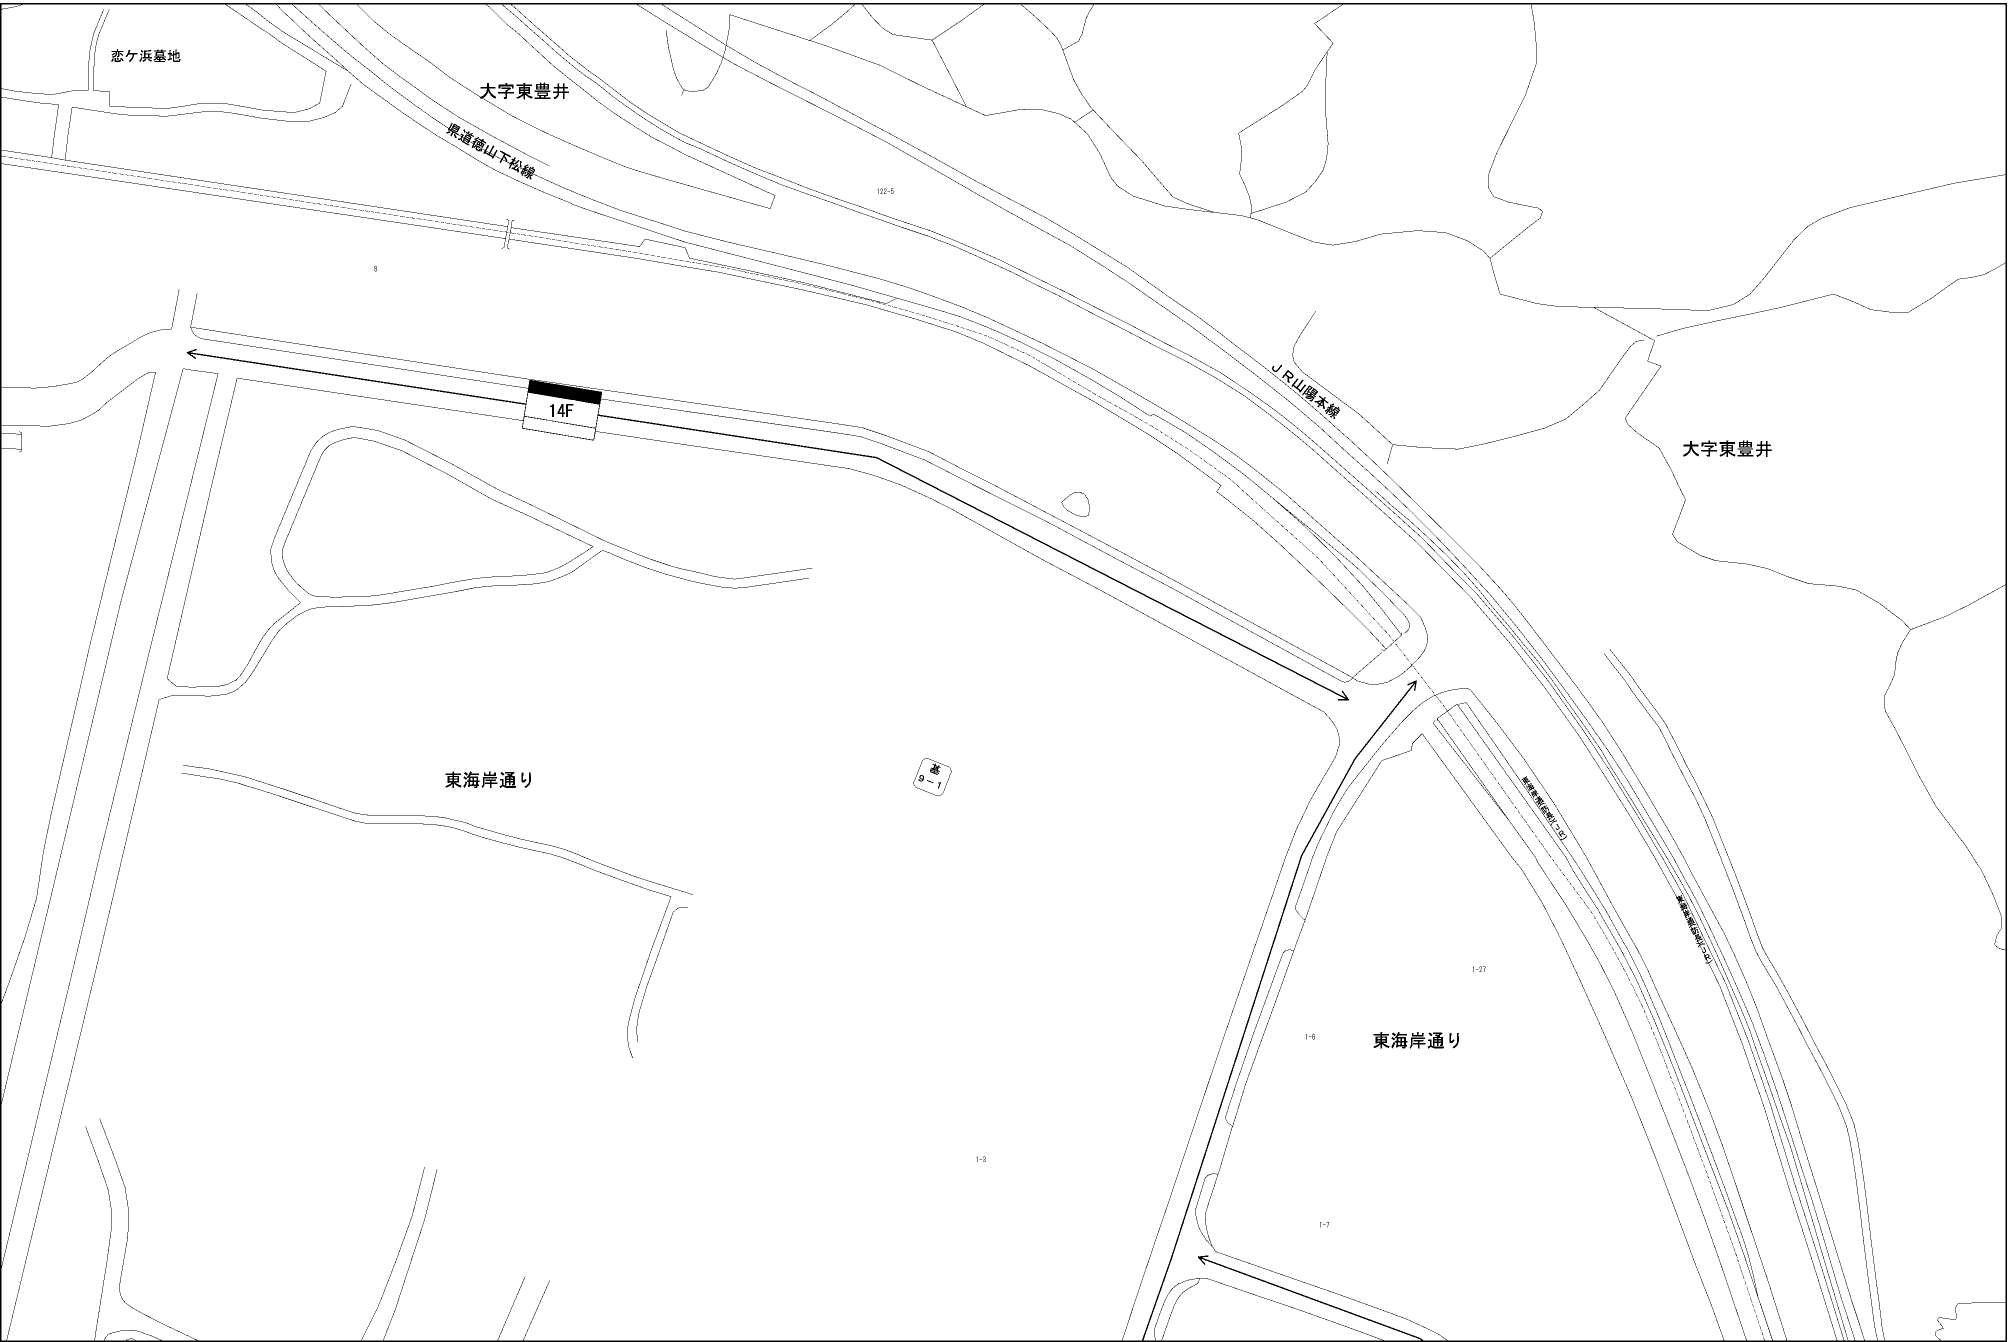 恋ケ浜墓地
大字東豊井
県道徳山下松線
122-5
8
14F
JR山陽本線
大字東豊井
東海岸通り
基
9-1
1-27
1-6
東海岸通り
1-3
1-7